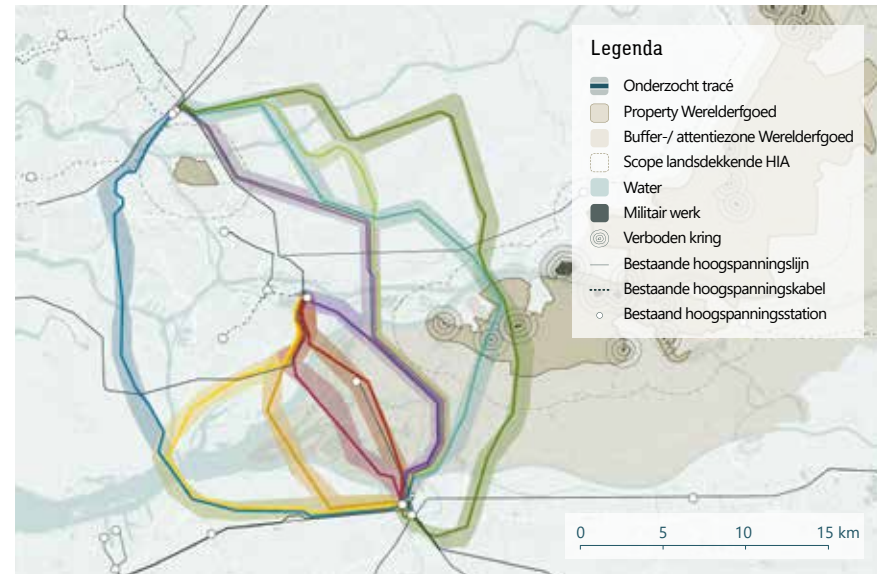 Legenda
Onderzocht tracé
Property Werelderfgoed
Buffer-/ attentiezone Werelderfgoed
Scope landsdekkende HIA
Water
Militair werk
Verboden kring
Bestaande hoogspanningslijn
Bestaande hoogspanningskabel
Bestaand hoogspanningsstation
0 5 10 15 km